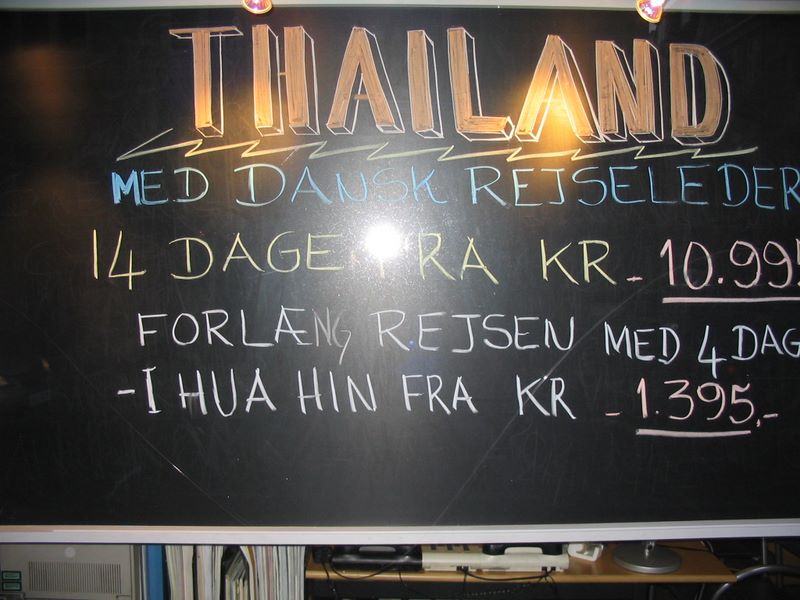 THAILAND
MED DANSK REJSELEDER
14 DAGE FRA KR - 10.995
FORLÆNG REJSEN MED 4 DAG
- I HUA HIN FRA KR - 1.395,-